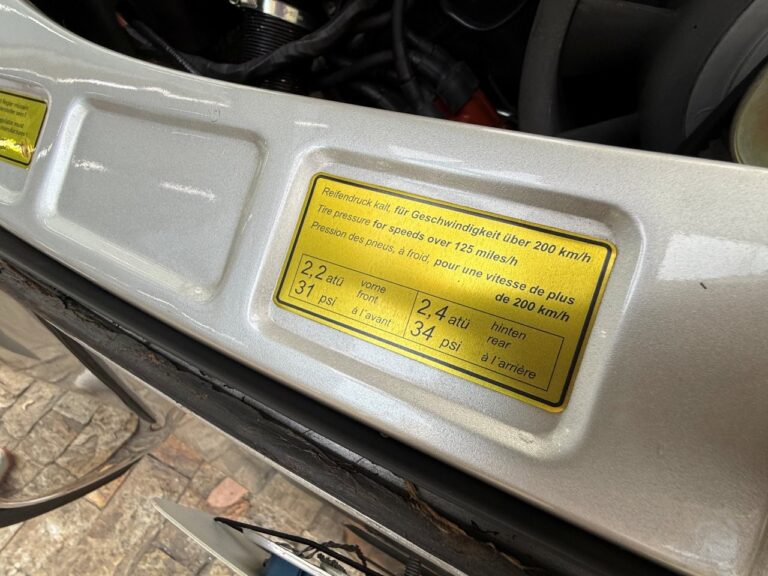 Reifendruck kalt, für Geschwindigkeit über 200 km/h
Tire pressure for speeds over 125 miles/h
Pression des pneus, à froid, pour une vitesse de plus
de 200 km/h
2,2 atü vorne
31 psi front
à l'avant
2,4 atü hinten
34 psi rear
à l'arrière